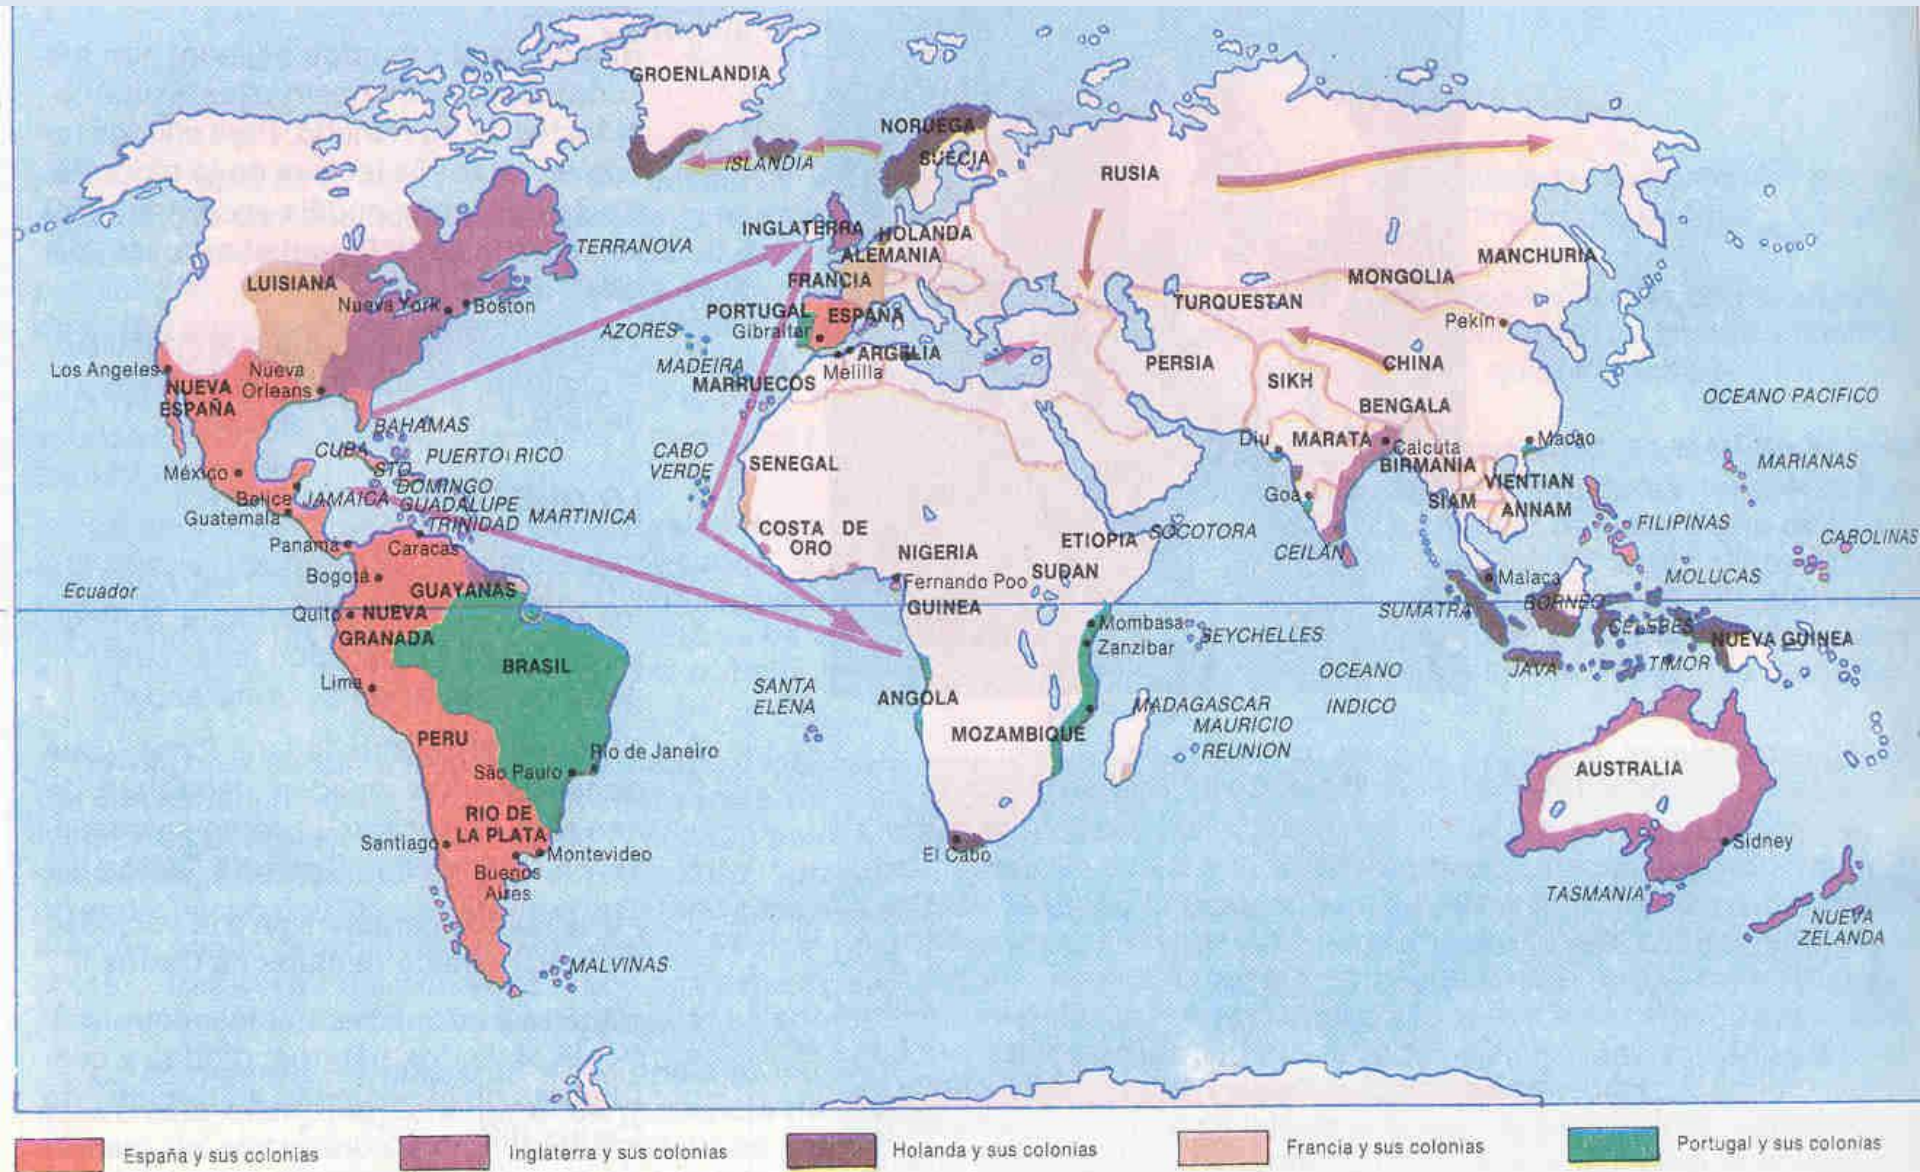 GROENLANDIA
NORUEGA
SUECIA
ISLANDIA
RUSIA
INGLATERRA
HOLANDA
ALEMANIA
TERRANOVA
MANCHURIA
MONGOLIA
LUISIANA
FRANCIA
Nueva York
Boston
TURQUESTAN
PORTUGAL
ESPAÑA
Gibraltar
AZORES
Pekín
Los Angeles
Nueva
Orleans
MADEIRA
ARGELIA
Melilla
MARRUECOS
PERSIA
SIKH
CHINA
NUEVA
ESPAÑA
BENGALA
OCEANO PACIFICO
BAHAMAS
CUBA
PUERTO RICO
CABO
VERDE
SENEGAL
Diu
MARATA
Calcuta
Macao
BIRMANIA
MARIANAS
México
STO.
DOMINGO
Belice
JAMAICA
GUADALUPE
Guatemala
TRINIDAD
MARTINICA
Goa
VIENTIAN
SIAM
ANNAM
FILIPINAS
CAROLINAS
Panamá
Caracas
COSTA DE
ORO
NIGERIA
ETIOPIA
SOCOTORA
CEILAN
Bogotá
GUAYANAS
Fernando Poo
SUDAN
Malaca
MOLUCAS
Ecuador
Quito
NUEVA
GRANADA
GUINEA
SUMATRA
BORNEO
Mombasa
Zanzibar
SEYCHELLES
CELEBES
NUEVA GUINEA
BRASIL
Lima
OCEANO
INDICO
JAVA
TIMOR
SANTA
ELENA
ANGOLA
MADAGASCAR
MAURICIO
REUNION
MOZAMBIQUE
PERU
Río de Janeiro
São Paulo
AUSTRALIA
RIO DE
LA PLATA
Santiago
Montevideo
Buenos
Aires
El Cabo
Sidney
TASMANIA
NUEVA
ZELANDA
MALVINAS
España y sus colonias
Inglaterra y sus colonias
Holanda y sus colonias
Francia y sus colonias
Portugal y sus colonias